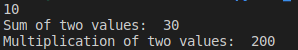 10
Sum of two values:  30
Multiplication of two values:  200